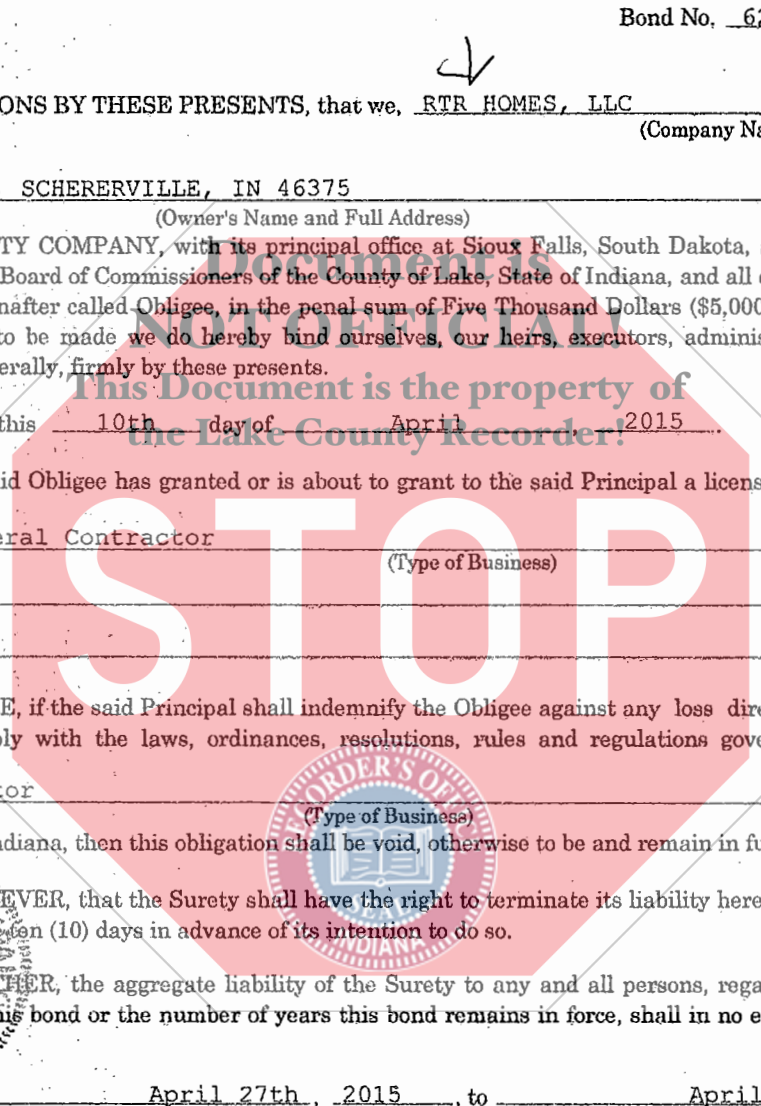 Bond No. 62
ONS BY THESE PRESENTS, that we, RTR HOMES, LLC
(Company Na
SCHERERVILLE, IN 46375
(Owner's Name and Full Address)
TY COMPANY, with its principal office at Sioux Falls, South Dakota,
Document is
Board of Commissioners of the County of Lake, State of Indiana, and all
nafter called Obligee, in the penal sum of Five Thousand Dollars ($5,000
NOT OFFICIAL!
to be made we do hereby bind ourselves, our heirs, executors, adminis
erally, firmly by these presents.
This Document is the property of
this 10th day of April, 2015.
the Lake County Recorder!
id Obligee has granted or is about to grant to the said Principal a licens
STOP
eral Contractor
(Type of Business)
E, if the said Principal shall indemnify the Obligee against any loss dire
ply with the laws, ordinances, resolutions, rules and regulations gove
tor
RECORDER'S OFFICE
(Type of Business)
ndiana, then this obligation shall be void, otherwise to be and remain in fu
EVER, that the Surety shall have the right to terminate its liability here
SEAL
ten (10) days in advance of its intention to do so.
INDIANA
HER, the aggregate liability of the Surety to any and all persons, rega
his bond or the number of years this bond remains in force, shall in no e
April 27th, 2015, to April